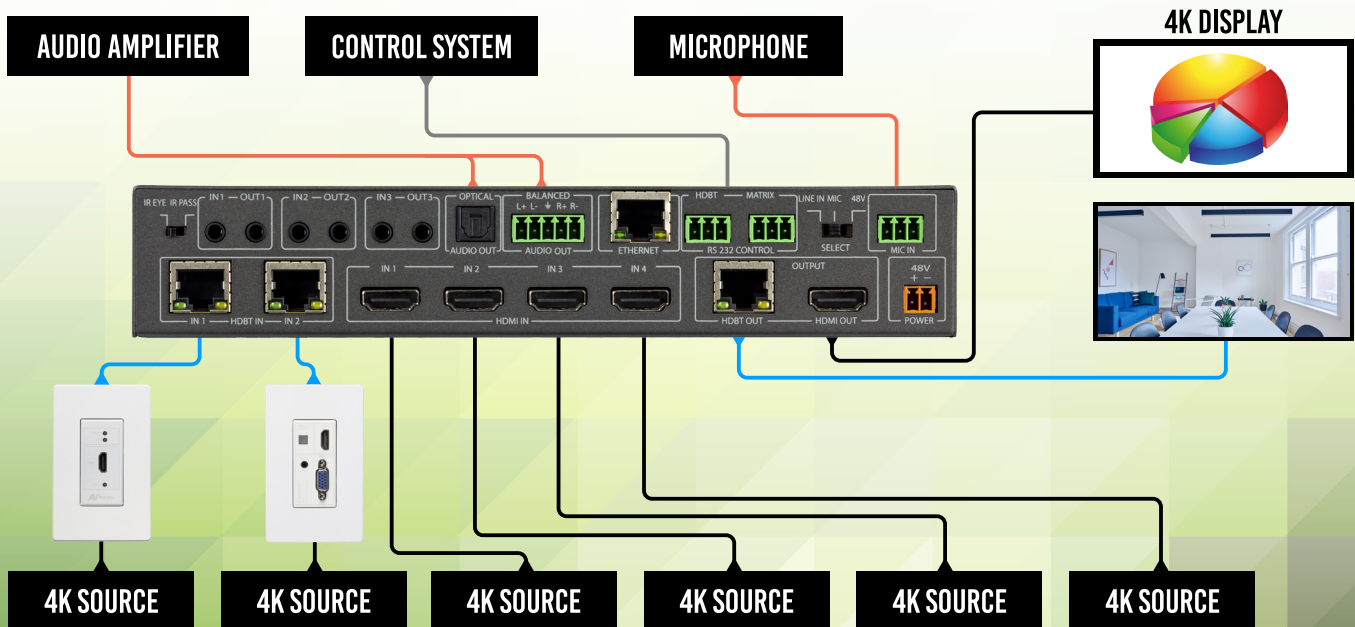 4K DISPLAY
AUDIO AMPLIFIER
CONTROL SYSTEM
MICROPHONE
IR EYE IR PASS
IN1 — OUT1
IN2 — OUT2
IN3 — OUT3
OPTICAL
AUDIO OUT
BALANCED
L+ L- ⏚ R+ R-
AUDIO OUT
ETHERNET
HDBT
MATRIX
RS 232 CONTROL
LINE IN MIC 48V
SELECT
MIC IN
IN 1
HDBT IN
IN 2
IN 1
IN 2
IN 3
IN 4
HDMI IN
OUTPUT
HDBT OUT
HDMI OUT
48V
+ −
POWER
4K SOURCE
4K SOURCE
4K SOURCE
4K SOURCE
4K SOURCE
4K SOURCE